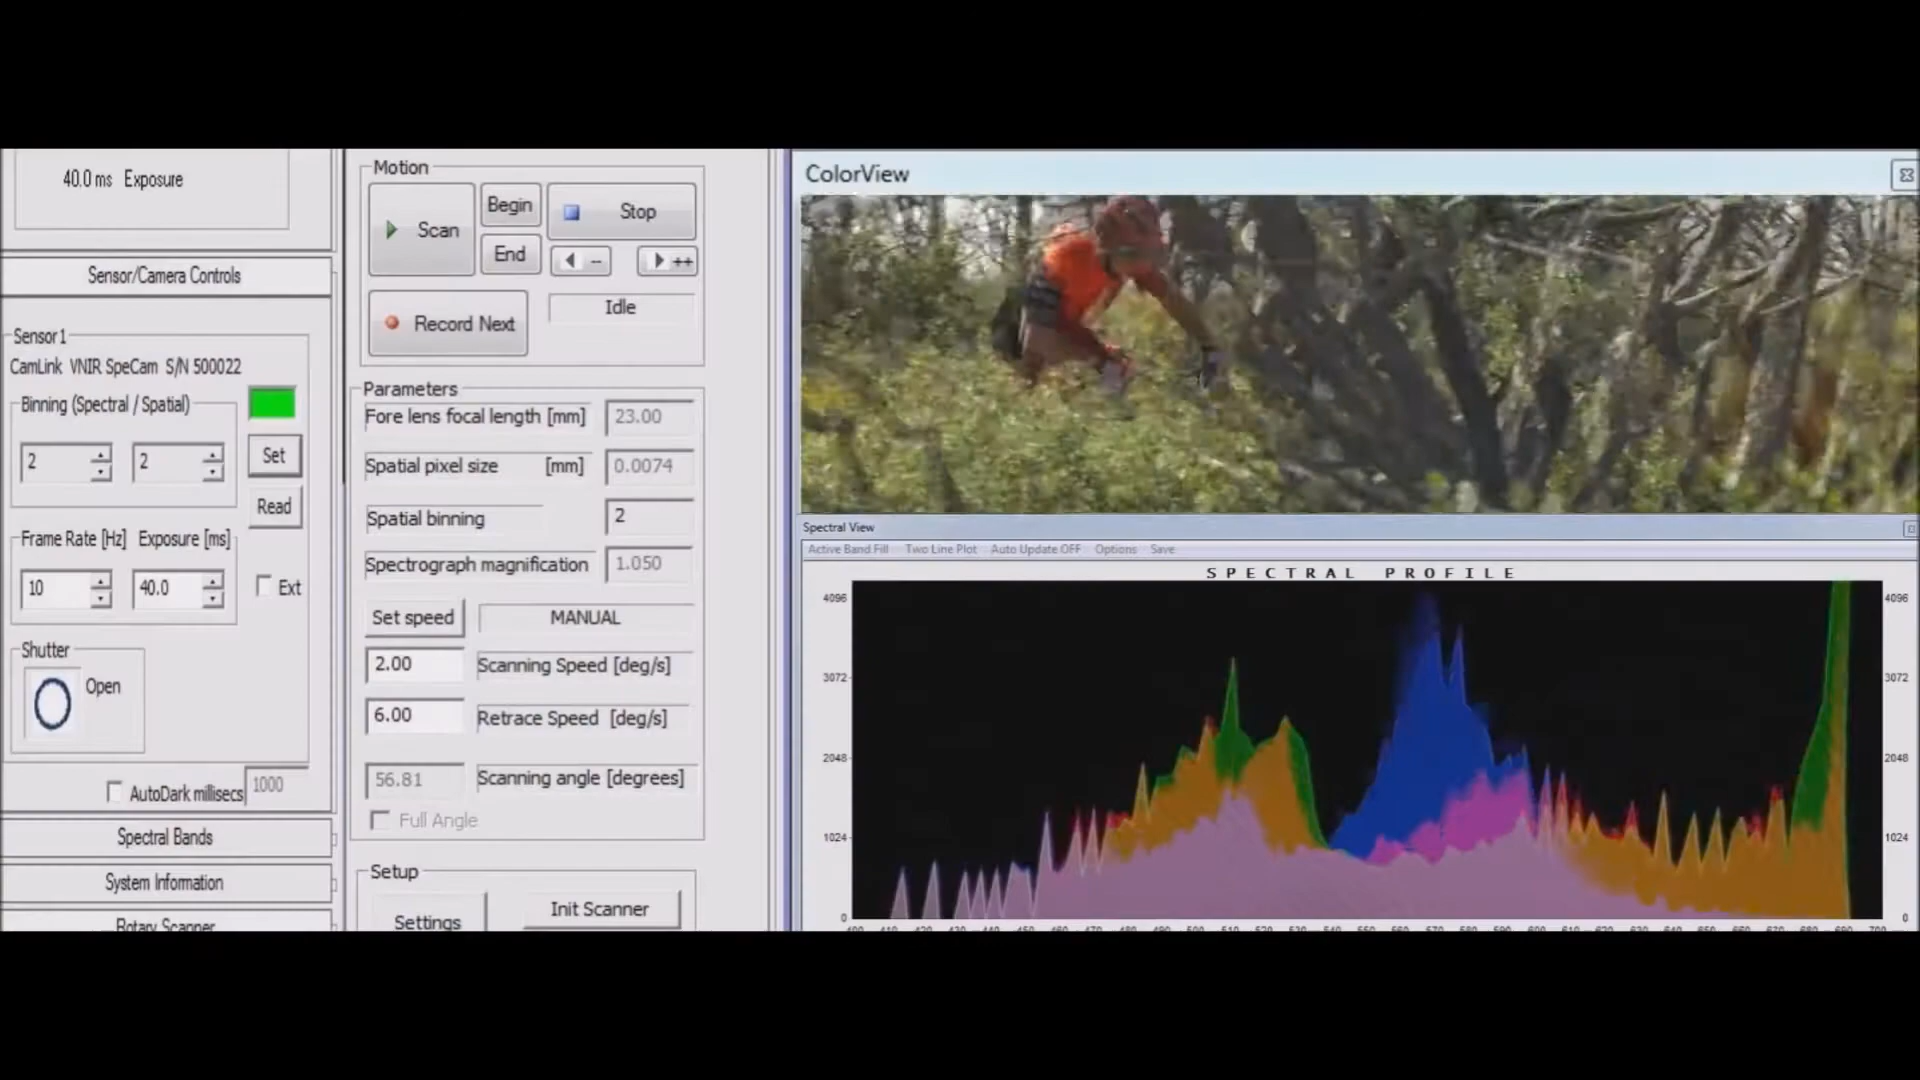 40.0 ms Exposure
Sensor/Camera Controls
Sensor1
CamLink VNIR SpeCam S/N 500022
Binning (Spectral / Spatial)
2 2
Set
Read
Frame Rate [Hz] Exposure [ms]
10 40.0 Ext
Shutter
Open
AutoDark millisecs 1000
Spectral Bands
System Information
Rotary Scanner
Motion
Scan
Begin
End
Stop
--
++
Record Next
Idle
Parameters
Fore lens focal length [mm] 23.00
Spatial pixel size [mm] 0.0074
Spatial binning 2
Spectrograph magnification 1.050
Set speed MANUAL
2.00 Scanning Speed [deg/s]
6.00 Retrace Speed [deg/s]
56.81 Scanning angle [degrees]
Full Angle
Setup
Settings
Init Scanner
ColorView
Spectral View
Active Band Fill Two Line Plot Auto Update OFF Options Save
SPECTRAL PROFILE
4096 4096
3072 3072
2048 2048
1024 1024
0 0